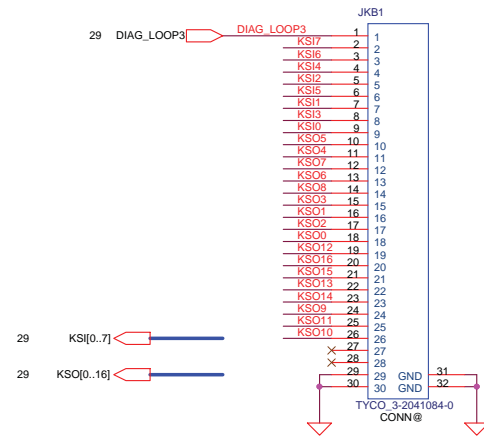 JKB1
29 DIAG_LOOP3 DIAG_LOOP3 1 1
KSI7 2 2
KSI6 3 3
KSI4 4 4
KSI2 5 5
KSI5 6 6
KSI1 7 7
KSI3 8 8
KSI0 9 9
KSO5 10 10
KSO4 11 11
KSO7 12 12
KSO6 13 13
KSO8 14 14
KSO3 15 15
KSO1 16 16
KSO2 17 17
KSO0 18 18
KSO12 19 19
KSO16 20 20
KSO15 21 21
KSO13 22 22
KSO14 23 23
KSO9 24 24
KSO11 25 25
KSO10 26 26
29 KSI[0..7] 27 27
28 28
29 KSO[0..16] 29 29 GND 31
30 30 GND 32
TYCO_3-2041084-0
CONN@